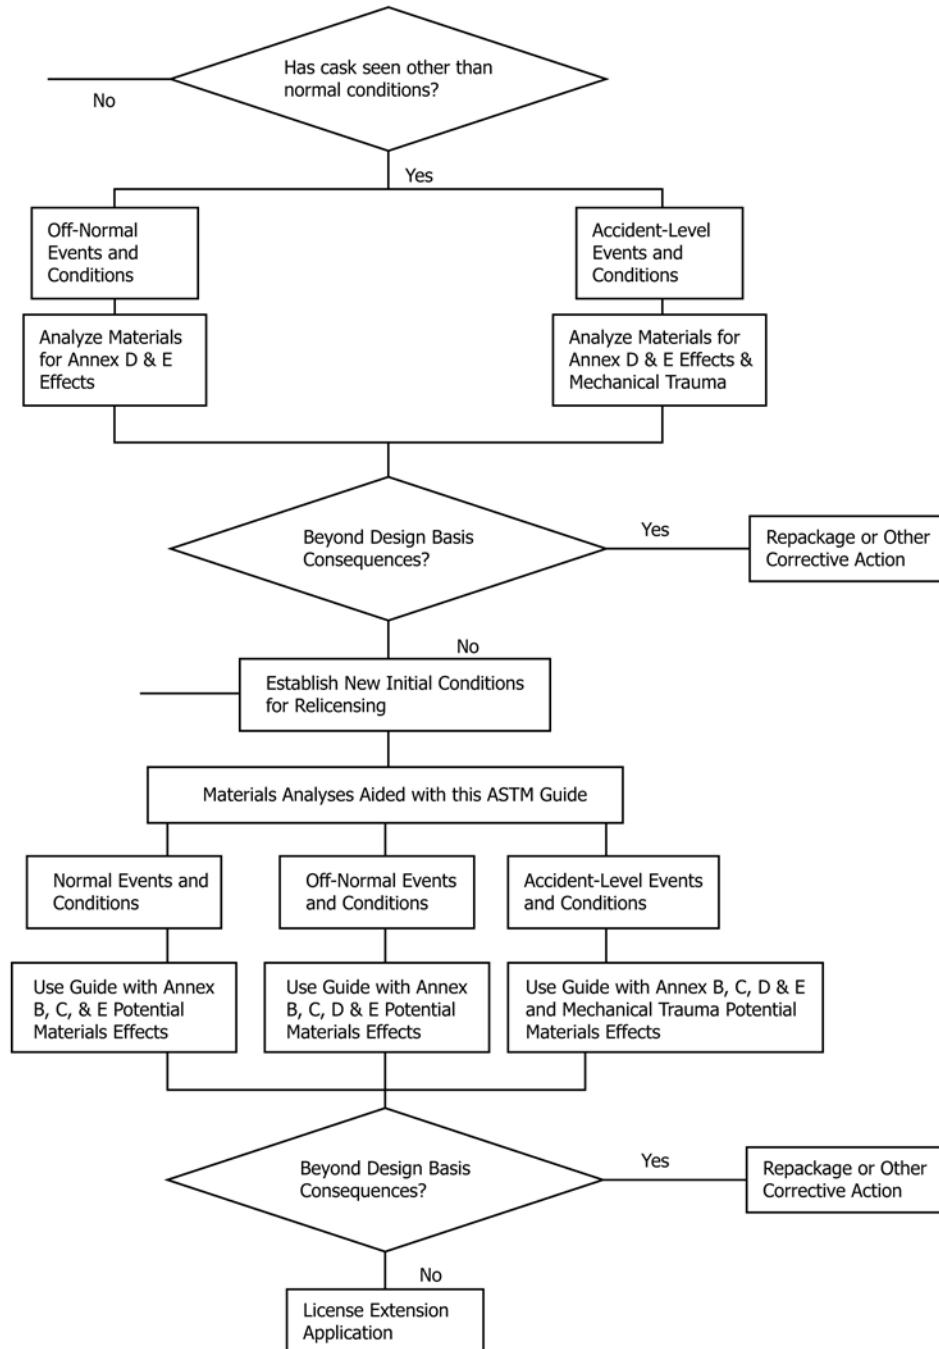 Has cask seen other than
normal conditions?
No
Yes
Off-Normal
Events and
Conditions
Accident-Level
Events and
Conditions
Analyze Materials
for Annex D & E
Effects
Analyze Materials for
Annex D & E Effects &
Mechanical Trauma
Beyond Design Basis
Consequences?
Yes
Repackage or Other
Corrective Action
No
Establish New Initial Conditions
for Relicensing
Materials Analyses Aided with this ASTM Guide
Normal Events and
Conditions
Off-Normal Events
and Conditions
Accident-Level Events
and Conditions
Use Guide with Annex
B, C, & E Potential
Materials Effects
Use Guide with Annex
B, C, D & E Potential
Materials Effects
Use Guide with Annex B, C, D & E
and Mechanical Trauma Potential
Materials Effects
Beyond Design Basis
Consequences?
Yes
Repackage or Other
Corrective Action
No
License Extension
Application